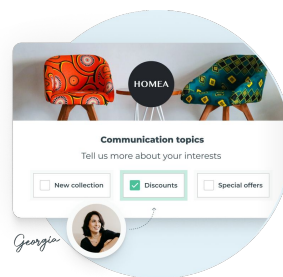 HOMEA
Communication topics
Tell us more about your interests
New collection
Discounts
Special offers
Georgia